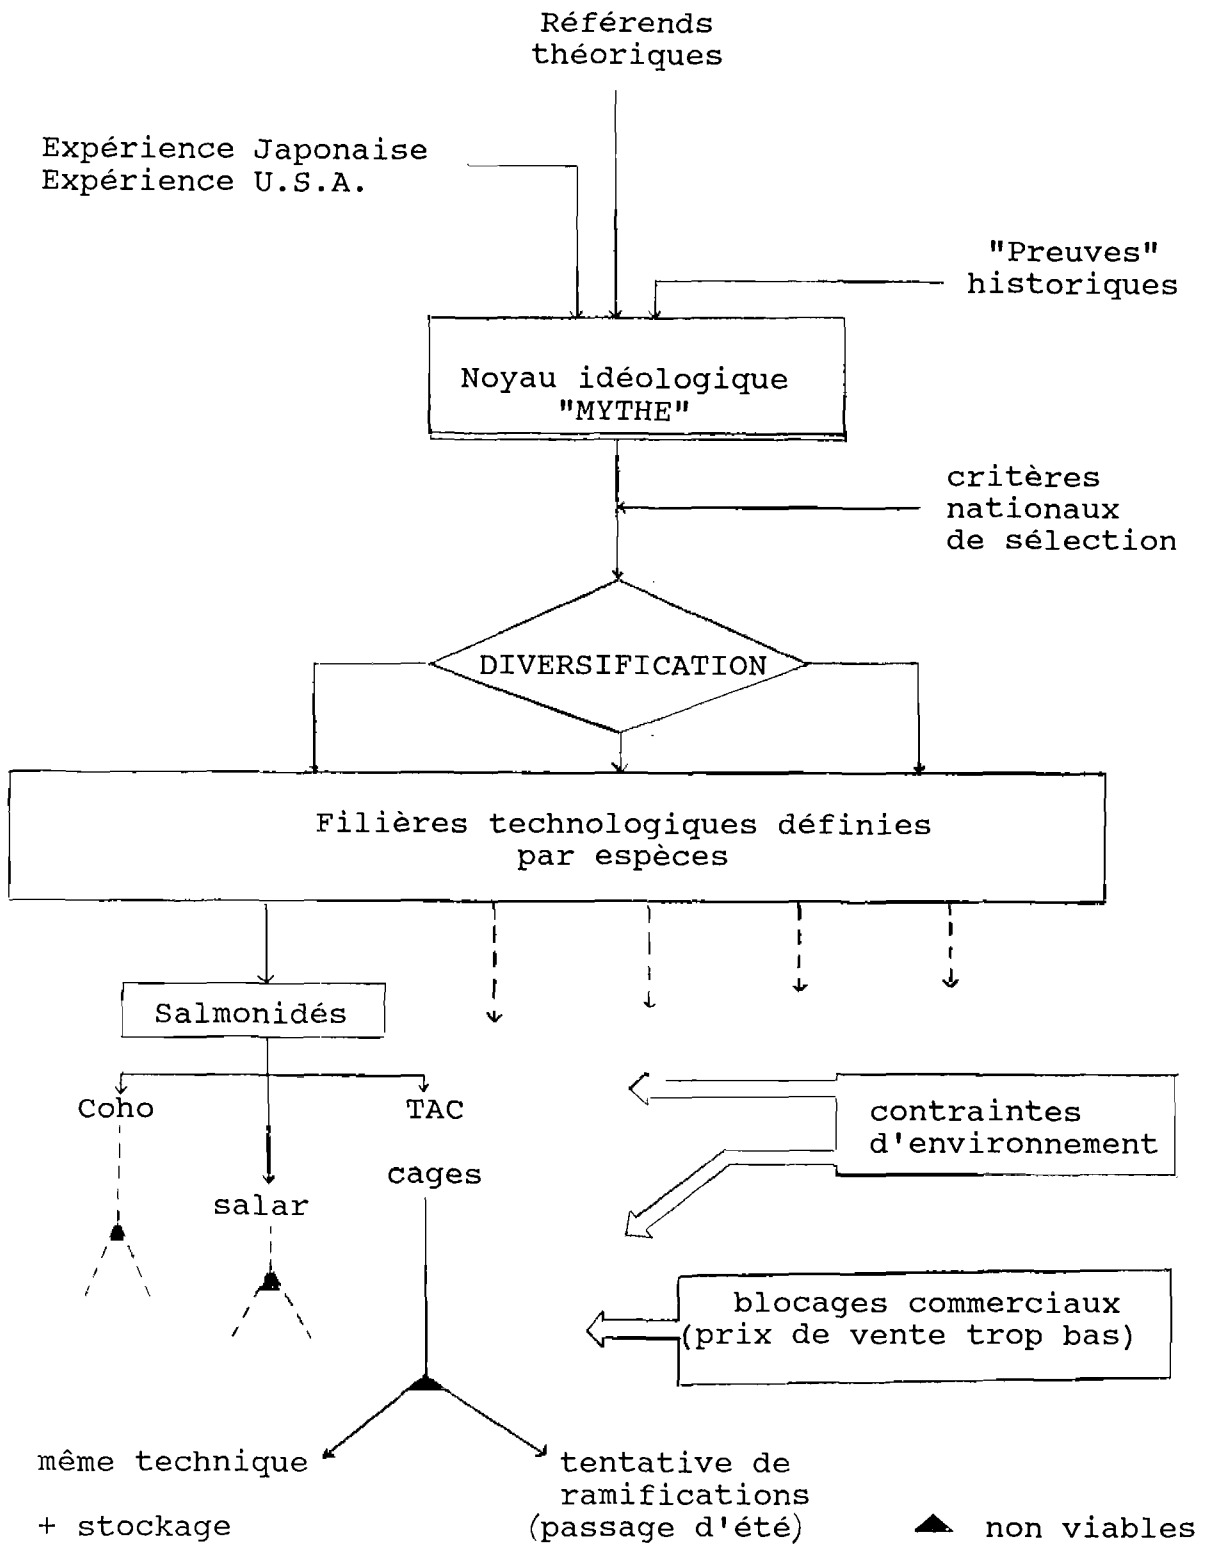 Référends
théoriques
Expérience Japonaise
Expérience U.S.A.
"Preuves"
historiques
Noyau idéologique
"MYTHE"
critères
nationaux
de sélection
DIVERSIFICATION
Filières technologiques définies
par espèces
Salmonidés
Coho
TAC
contraintes
d'environnement
cages
salar
blocages commerciaux
(prix de vente trop bas)
même technique
+ stockage
tentative de
ramifications
(passage d'été)
non viables